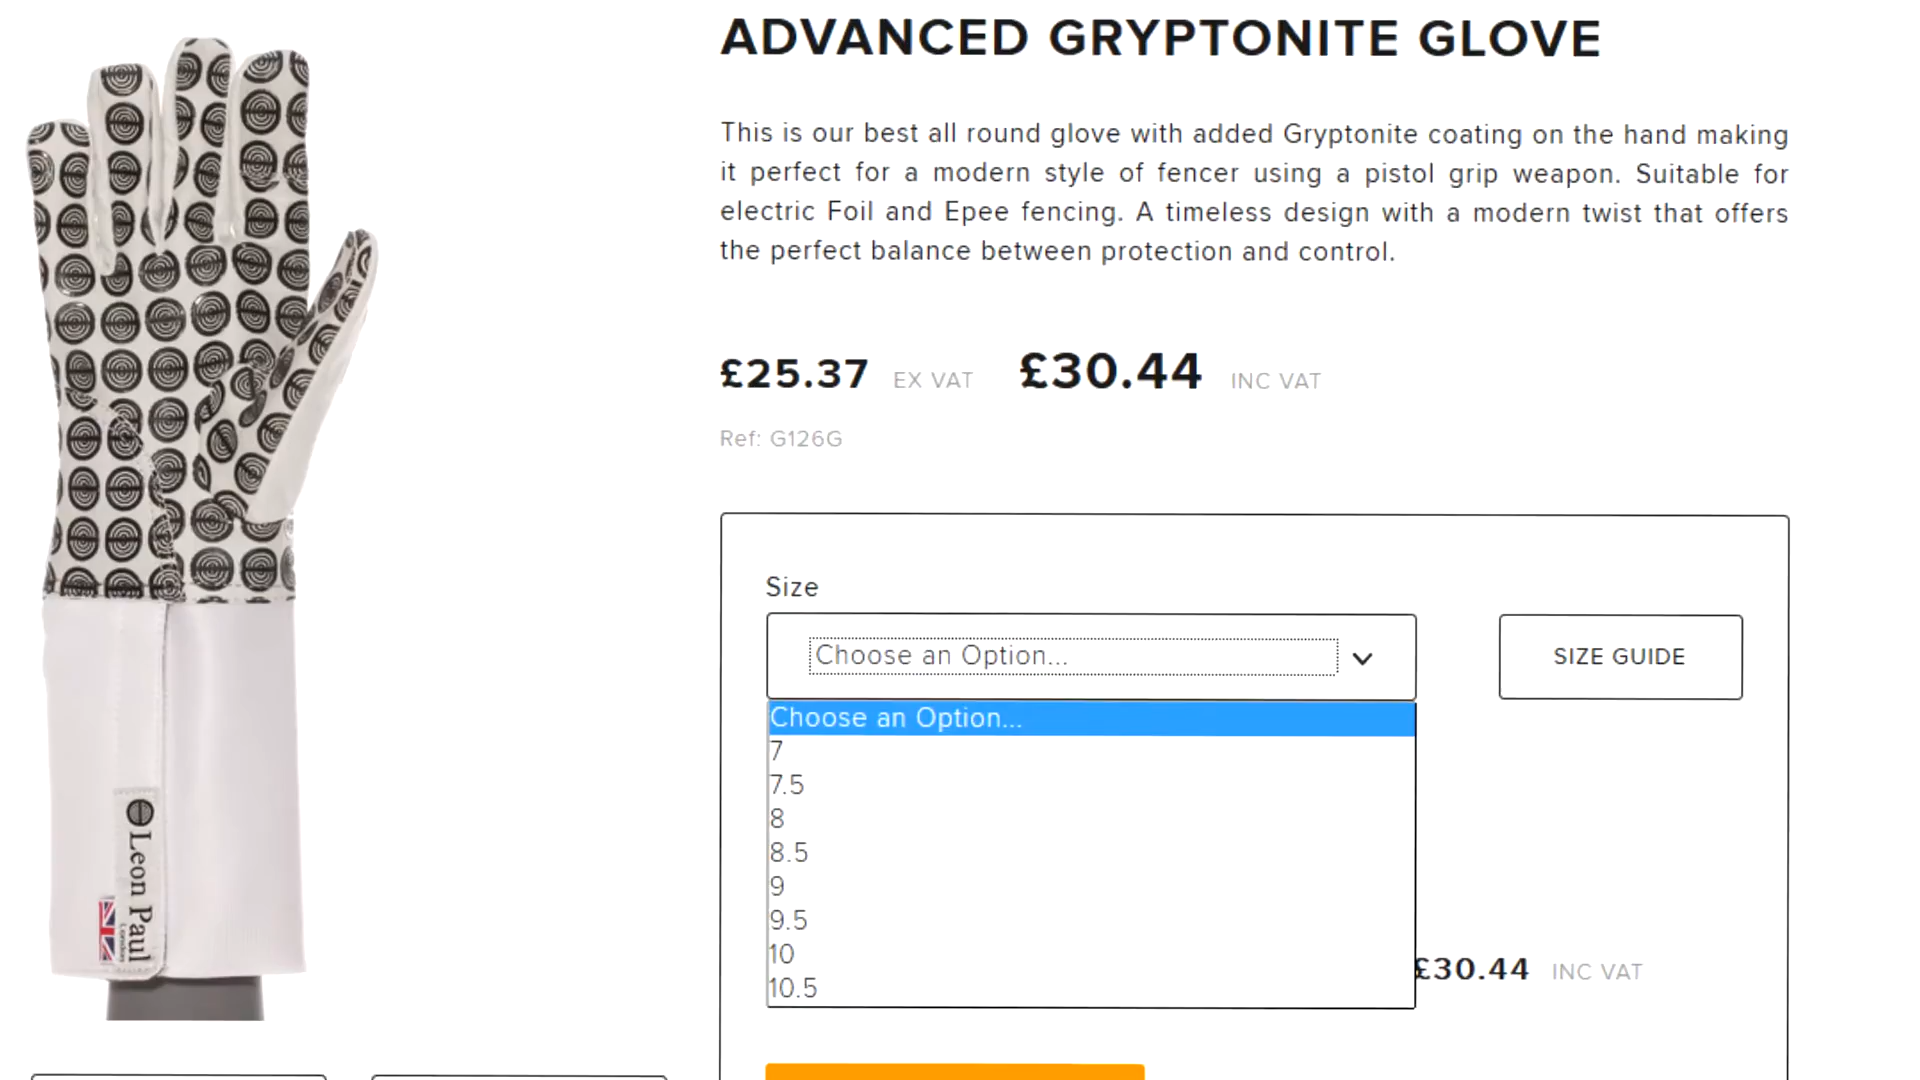 ADVANCED GRYPTONITE GLOVE
This is our best all round glove with added Gryptonite coating on the hand making
it perfect for a modern style of fencer using a pistol grip weapon. Suitable for
electric Foil and Epee fencing. A timeless design with a modern twist that offers
the perfect balance between protection and control.
£25.37 EX VAT £30.44 INC VAT
Ref: G126G
Size
Choose an Option...
SIZE GUIDE
Choose an Option...
7
7.5
8
8.5
9
9.5
10
10.5
£30.44 INC VAT
Leon Paul
London